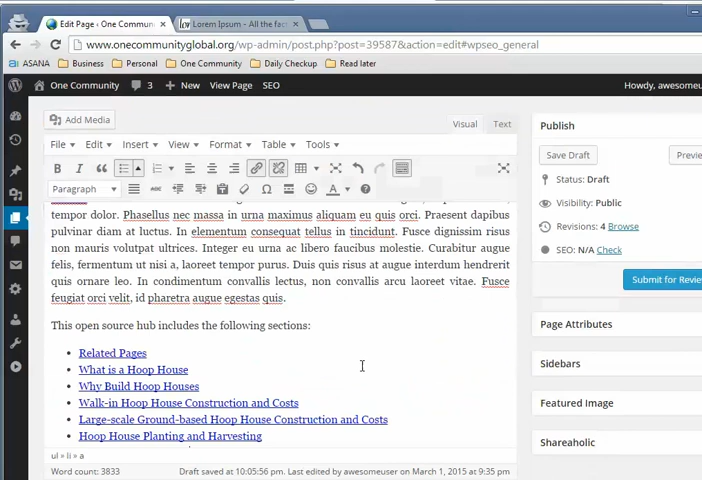 Edit Page ‹ One Commun
Lorem Ipsum - All the fac
www.onecommunityglobal.org/wp-admin/post.php?post=39587&action=edit#wpseo_general
ASANA Business Personal One Community Daily Checkup Read later
One Community 3 New View Page SEO Howdy, awesomeu
Add Media Visual Text
File Edit Insert View Format Table Tools
Paragraph
tempor dolor. Phasellus nec massa in urna maximus aliquam eu quis orci. Praesent dapibus
pulvinar diam at luctus. In elementum consequat tellus in tincidunt. Fusce dignissim risus
non mauris volutpat ultrices. Integer eu urna ac libero faucibus molestie. Curabitur augue
felis, fermentum ut nisi a, laoreet tempor purus. Duis quis risus at augue interdum hendrerit
quis ornare leo. In condimentum convallis lectus, non convallis arcu laoreet vitae. Fusce
feugiat orci velit, id pharetra augue egestas quis.
This open source hub includes the following sections:
• Related Pages
• What is a Hoop House
• Why Build Hoop Houses
• Walk-in Hoop House Construction and Costs
• Large-scale Ground-based Hoop House Construction and Costs
• Hoop House Planting and Harvesting
ul » li » a
Word count: 3833 Draft saved at 10:05:56 pm. Last edited by awesomeuser on March 1, 2015 at 9:35 pm
Publish
Save Draft Previe
Status: Draft
Visibility: Public
Revisions: 4 Browse
SEO: N/A Check
Submit for Revie
Page Attributes
Sidebars
Featured Image
Shareaholic